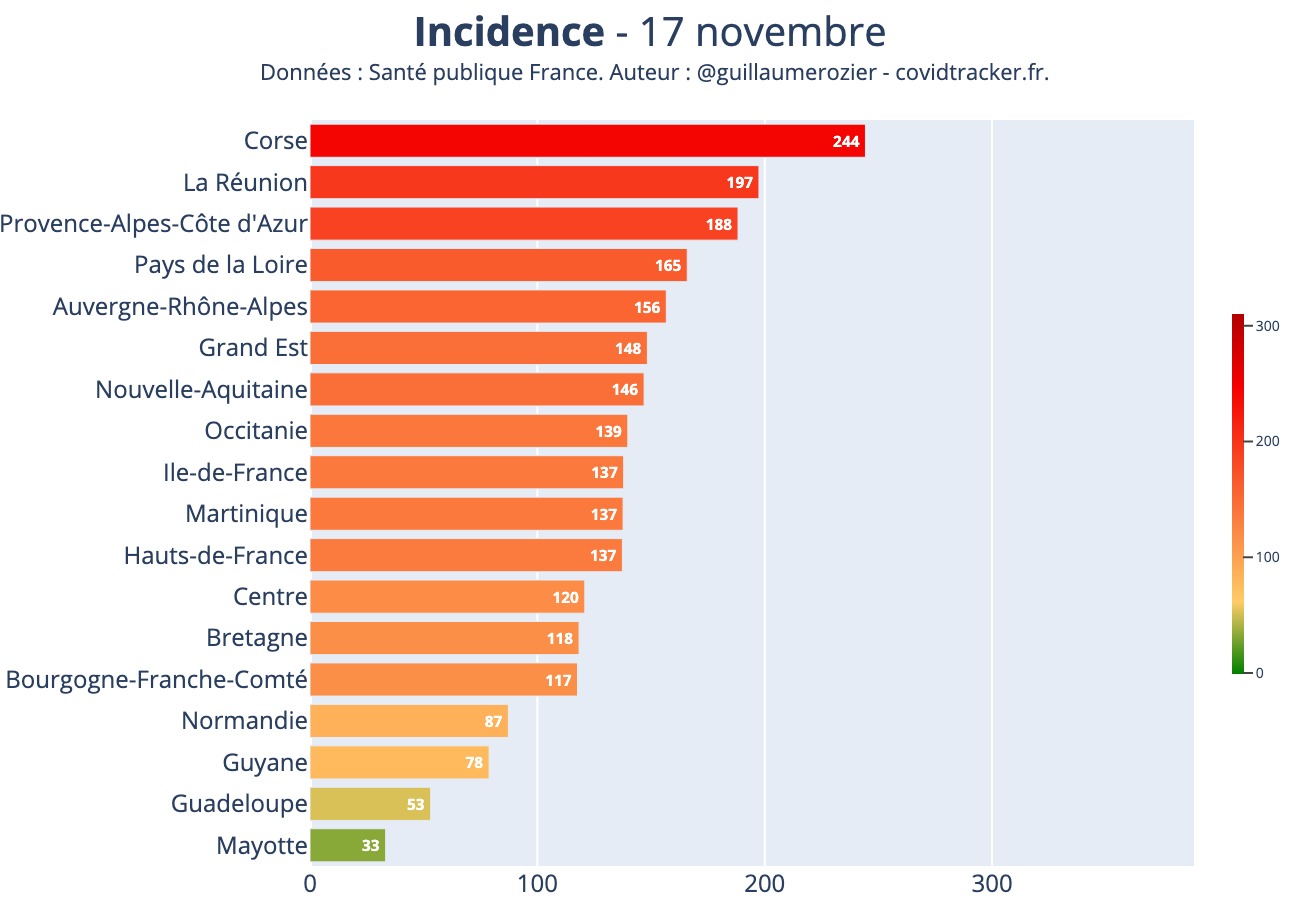 Incidence - 17 novembre
Données : Santé publique France. Auteur : @guillaumerozier - covidtracker.fr.
Corse 244
La Réunion 197
Provence-Alpes-Côte d'Azur 188
Pays de la Loire 165
Auvergne-Rhône-Alpes 156
Grand Est 148
Nouvelle-Aquitaine 146
Occitanie 139
Ile-de-France 137
Martinique 137
Hauts-de-France 137
Centre 120
Bretagne 118
Bourgogne-Franche-Comté 117
Normandie 87
Guyane 78
Guadeloupe 53
Mayotte 33
0 100 200 300
300
200
100
0